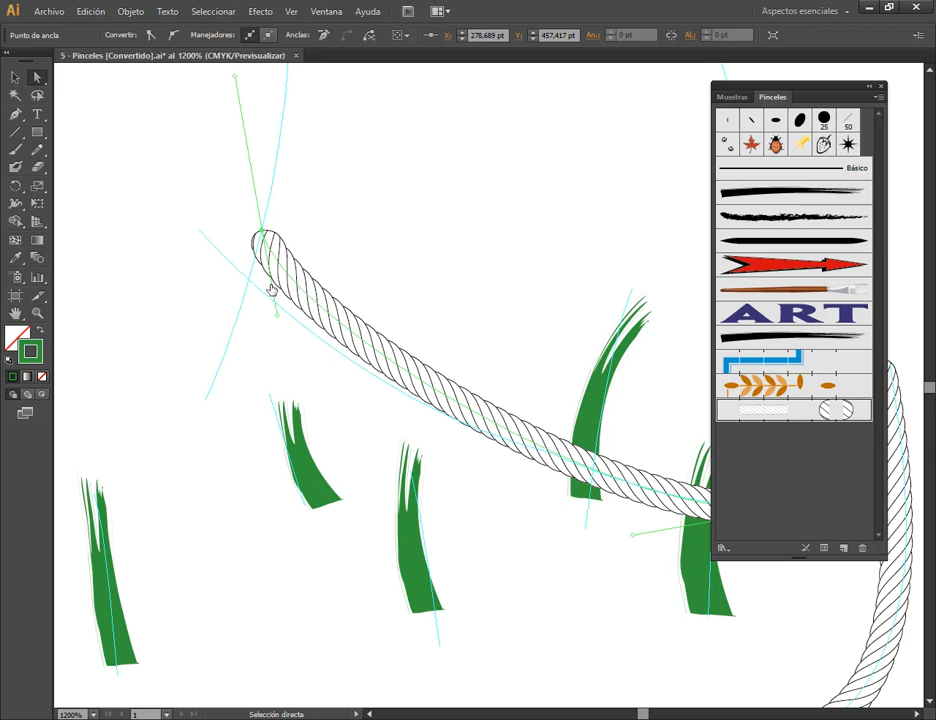 Ai Archivo Edición Objeto Texto Seleccionar Efecto Ver Ventana Ayuda Br Aspectos esenciales
Punto de ancla Convertir: Manejadores: Anclas: X: 278,689 pt Y: 457,417 pt An.: 0 pt Al.: 0 pt
5 - Pinceles [Convertido].ai* al 1200% (CMYK/Previsualizar)
Muestras Pinceles
25 50
Básico
ART
1200% 1 Selección directa